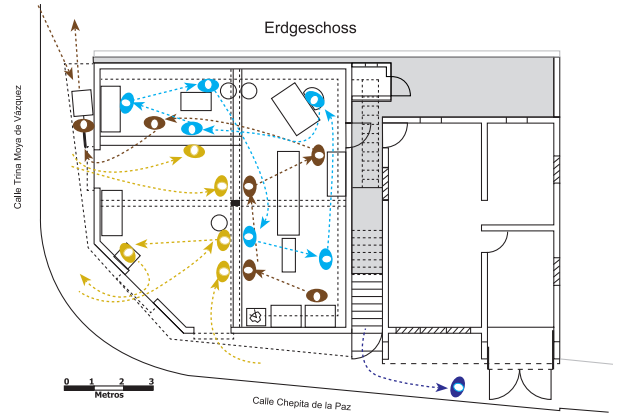 Erdgeschoss
Calle Trina Moya de Vázquez
0 1 2 3
Metros
Calle Chepita de la Paz